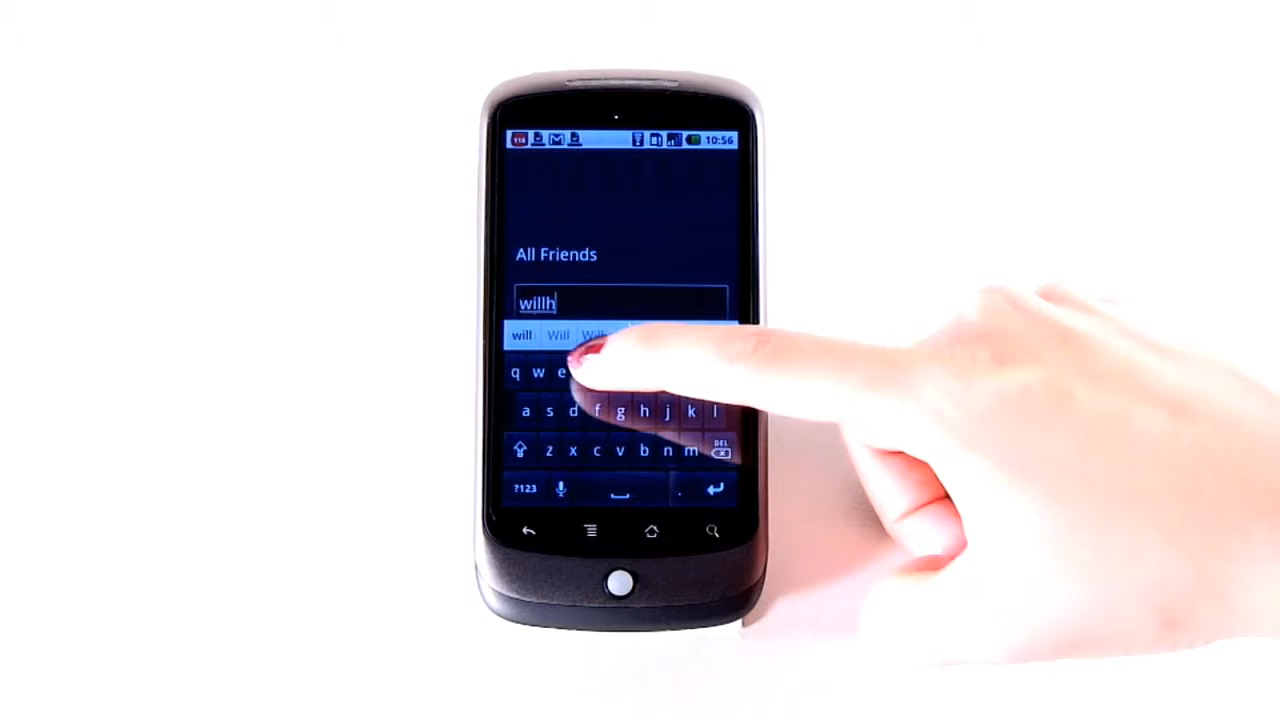 10:56
All Friends
willh
will Will
q w e
a s d f g h j k l
z x c v b n m DEL
?123 .